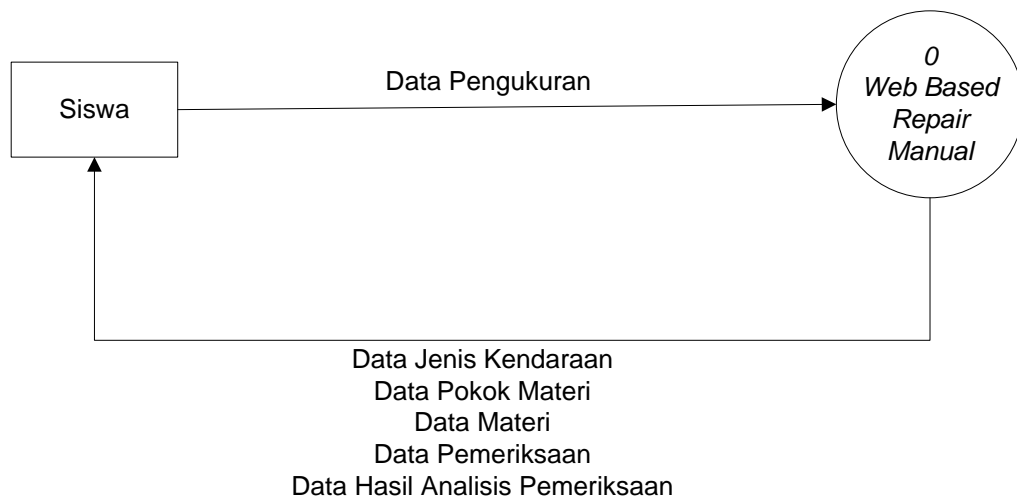 Siswa
Data Pengukuran
0
Web Based
Repair
Manual
Data Jenis Kendaraan
Data Pokok Materi
Data Materi
Data Pemeriksaan
Data Hasil Analisis Pemeriksaan